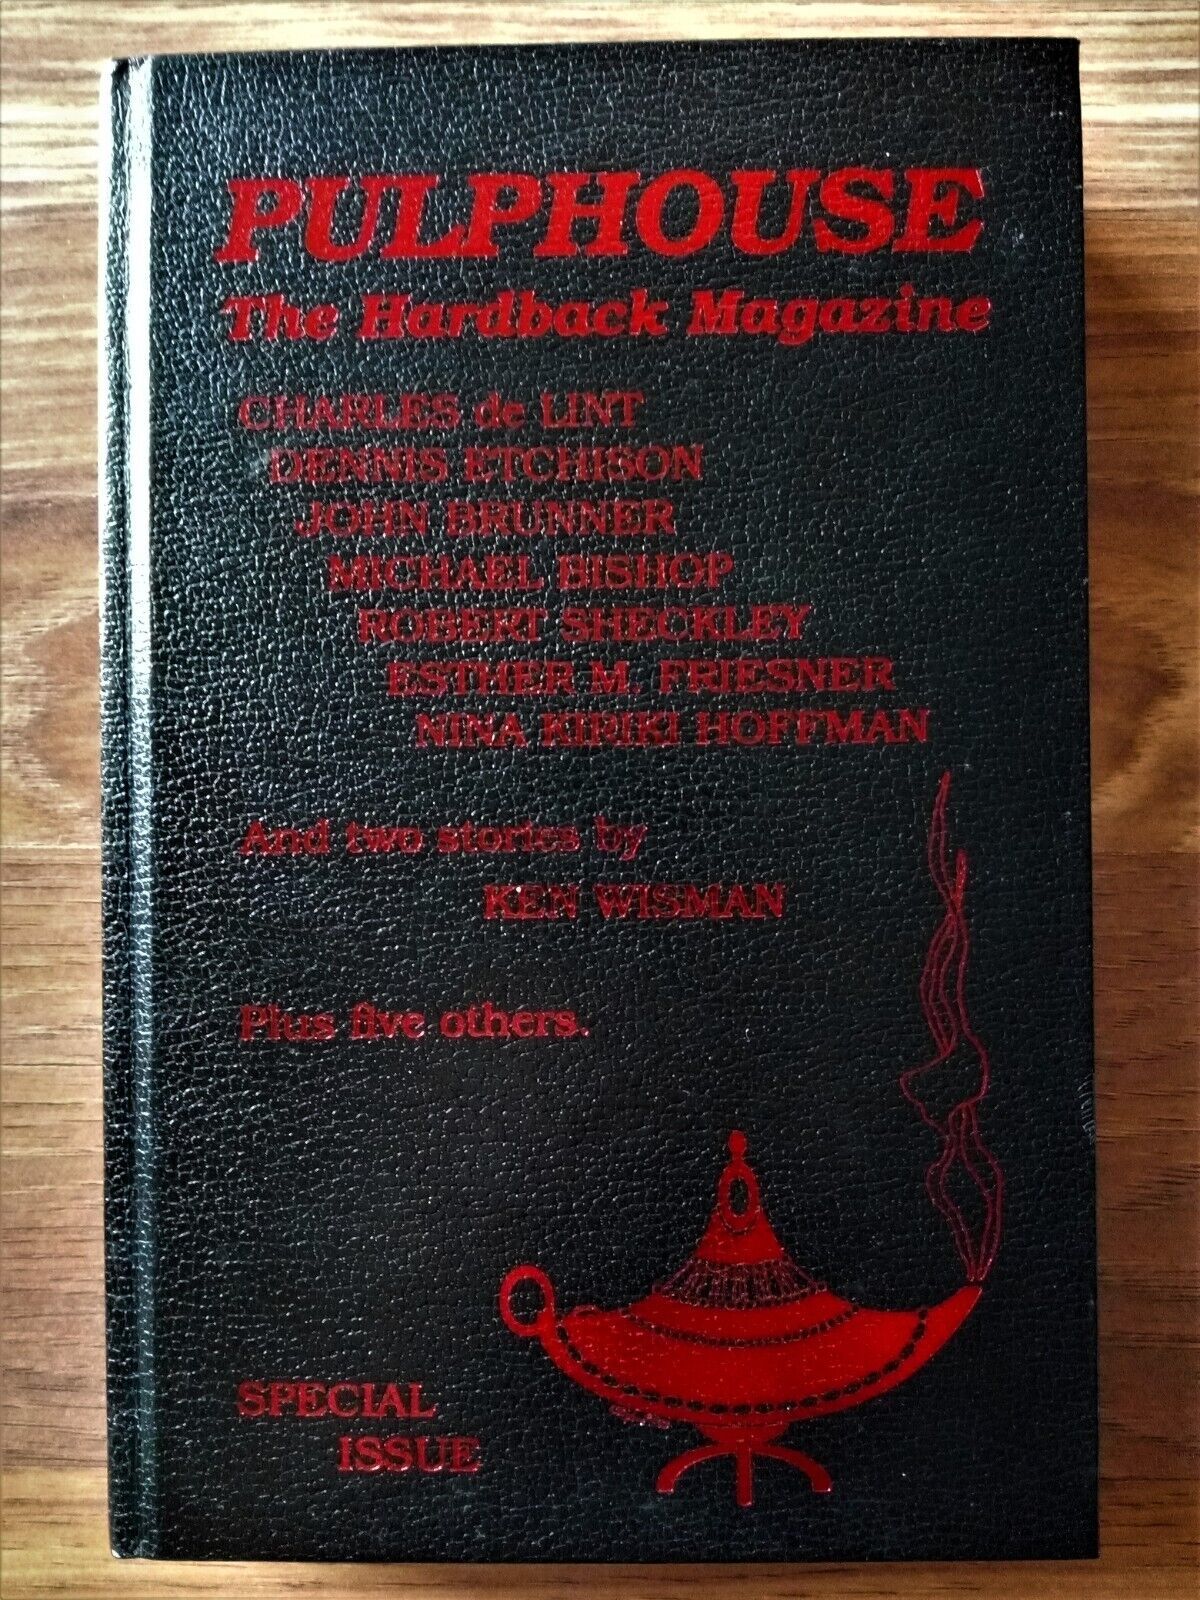 PULPHOUSE
The Hardback Magazine
CHARLES de LINT
DENNIS ETCHISON
JOHN BRUNNER
MICHAEL BISHOP
ROBERT SHECKLEY
ESTHER M. FRIESNER
NINA KIRIKI HOFFMAN
And two stories by
KEN WISMAN
Plus five others.
SPECIAL
ISSUE